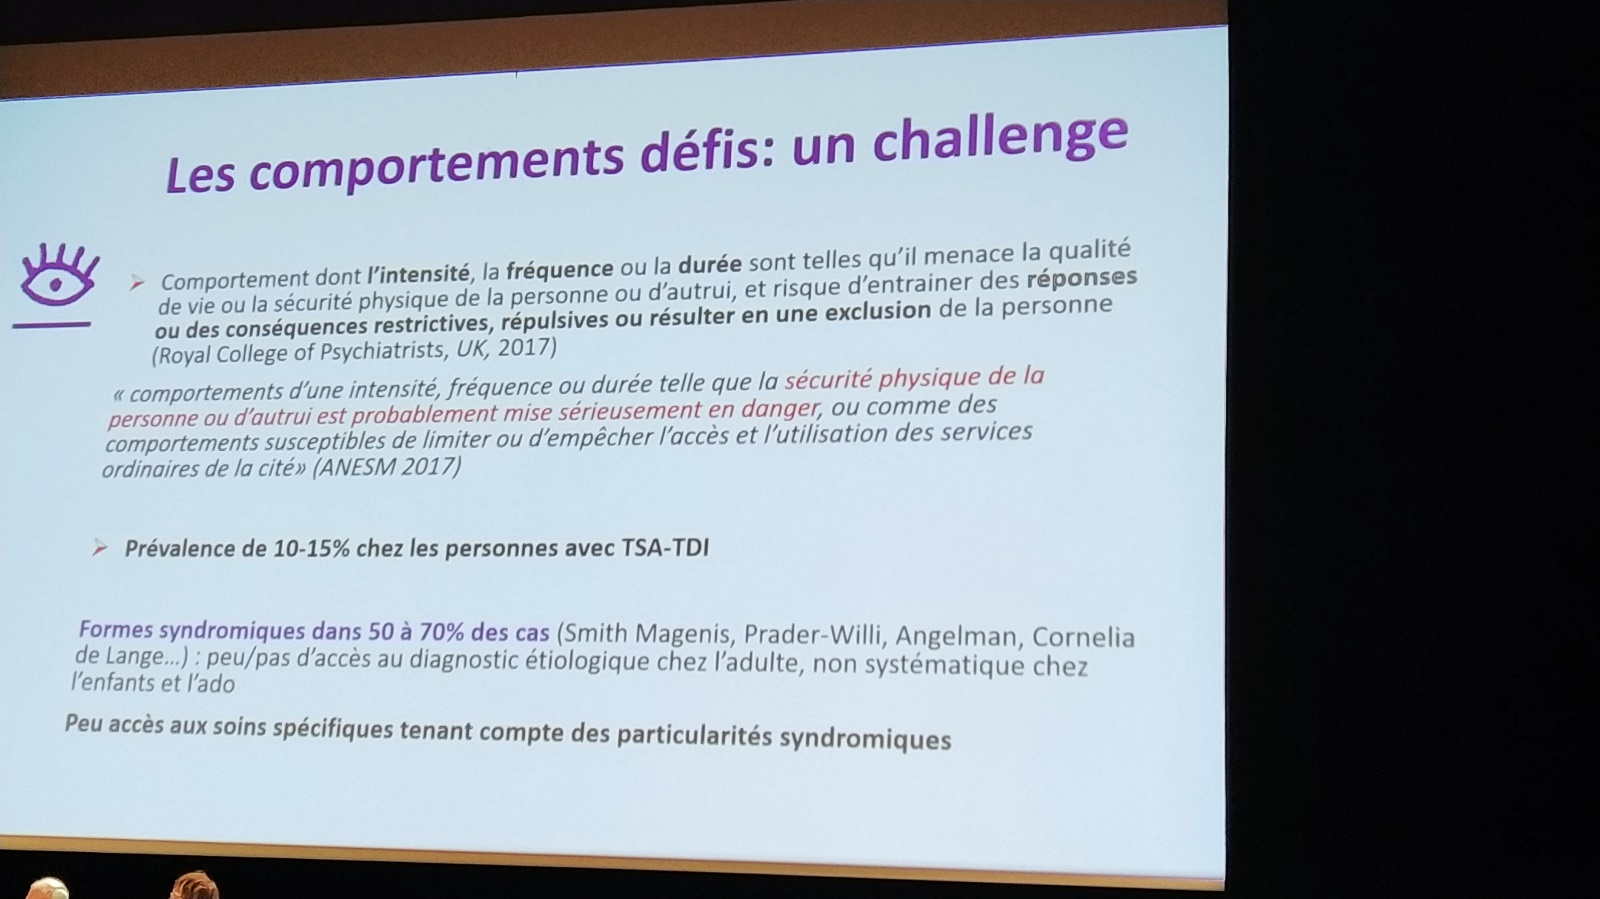 Les comportements défis: un challenge
Comportement dont l'intensité, la fréquence ou la durée sont telles qu'il menace la qualité
de vie ou la sécurité physique de la personne ou d'autrui, et risque d'entrainer des réponses
ou des conséquences restrictives, répulsives ou résulter en une exclusion de la personne
(Royal College of Psychiatrists, UK, 2017)
« comportements d'une intensité, fréquence ou durée telle que la sécurité physique de la
personne ou d'autrui est probablement mise sérieusement en danger, ou comme des
comportements susceptibles de limiter ou d'empêcher l'accès et l'utilisation des services
ordinaires de la cité» (ANESM 2017)
Prévalence de 10-15% chez les personnes avec TSA-TDI
Formes syndromiques dans 50 à 70% des cas (Smith Magenis, Prader-Willi, Angelman, Cornelia
de Lange...) : peu/pas d'accès au diagnostic étiologique chez l'adulte, non systématique chez
l'enfants et l'ado
Peu accès aux soins spécifiques tenant compte des particularités syndromiques